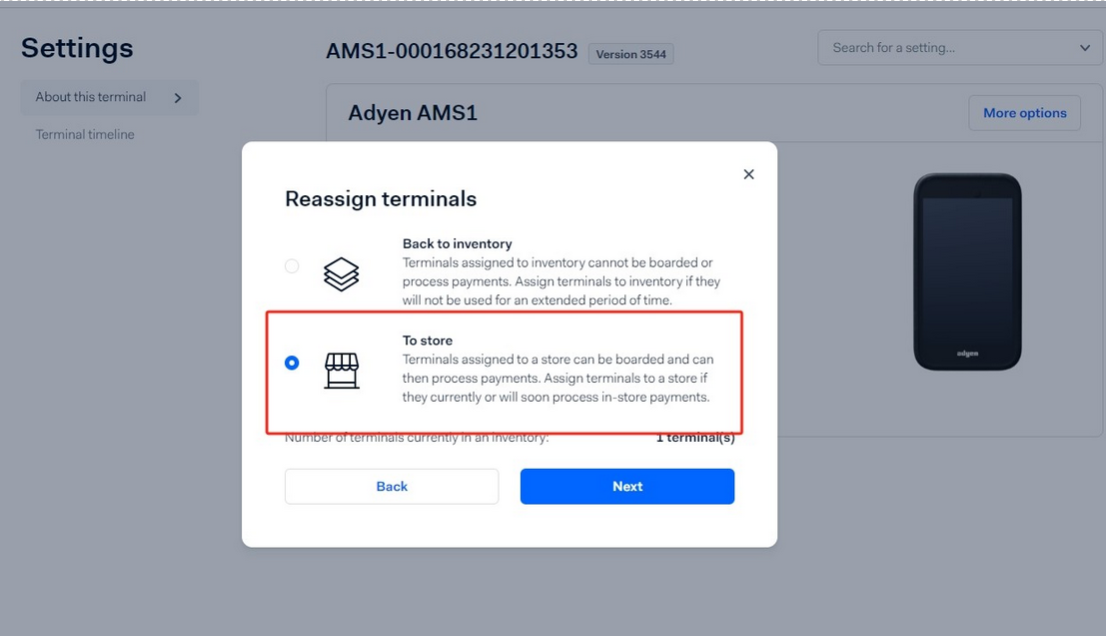 Settings
About this terminal
Terminal timeline
AMS1-000168231201353 Version 3544
Search for a setting...
Adyen AMS1
More options
Reassign terminals
Back to inventory
Terminals assigned to inventory cannot be boarded or
process payments. Assign terminals to inventory if they
will not be used for an extended period of time.
To store
Terminals assigned to a store can be boarded and can
then process payments. Assign terminals to a store if
they currently or will soon process in-store payments.
Number of terminals currently in an inventory: 1 terminal(s)
Back
Next
adyen